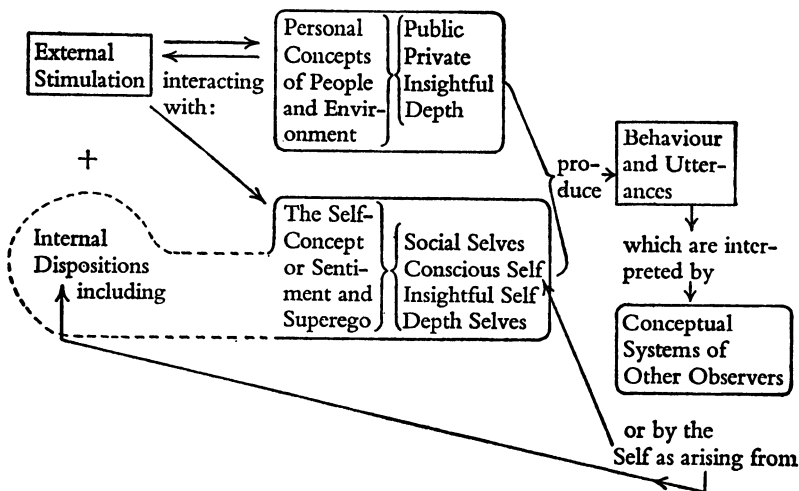 External
Stimulation
interacting
with:
Personal
Concepts
of People
and Envir-
onment
Public
Private
Insightful
Depth
+
Internal
Dispositions
including
The Self-
Concept
or Senti-
ment and
Superego
Social Selves
Conscious Self
Insightful Self
Depth Selves
pro-
duce
Behaviour
and Utter-
ances
which are inter-
preted by
Conceptual
Systems of
Other Observers
or by the
Self as arising from